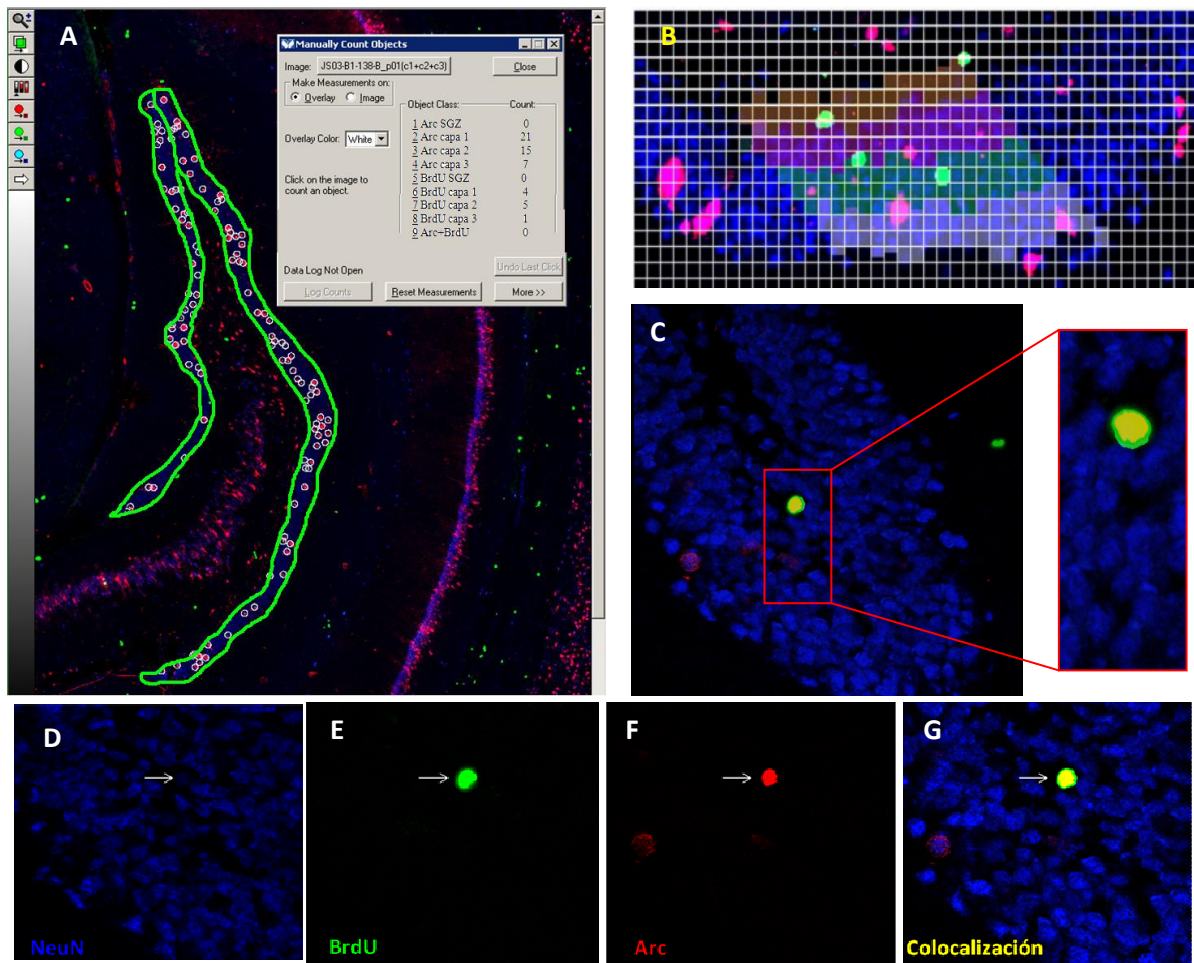 A
Manually Count Objects
Image: JS03-B1-138-B_p01(c1+c2+c3)
Close
Make Measurements on:
Overlay Image
Overlay Color: White
Click on the image to
count an object.
Object Class: Count:
1 Arc SGZ 0
2 Arc capa 1 21
3 Arc capa 2 15
4 Arc capa 3 7
5 BrdU SGZ 0
6 BrdU capa 1 4
7 BrdU capa 2 5
8 BrdU capa 3 1
9 Arc+BrdU 0
Data Log Not Open
Undo Last Click
Log Counts
Reset Measurements
More >>
B
C
D
NeuN
E
BrdU
F
Arc
G
Colocalización